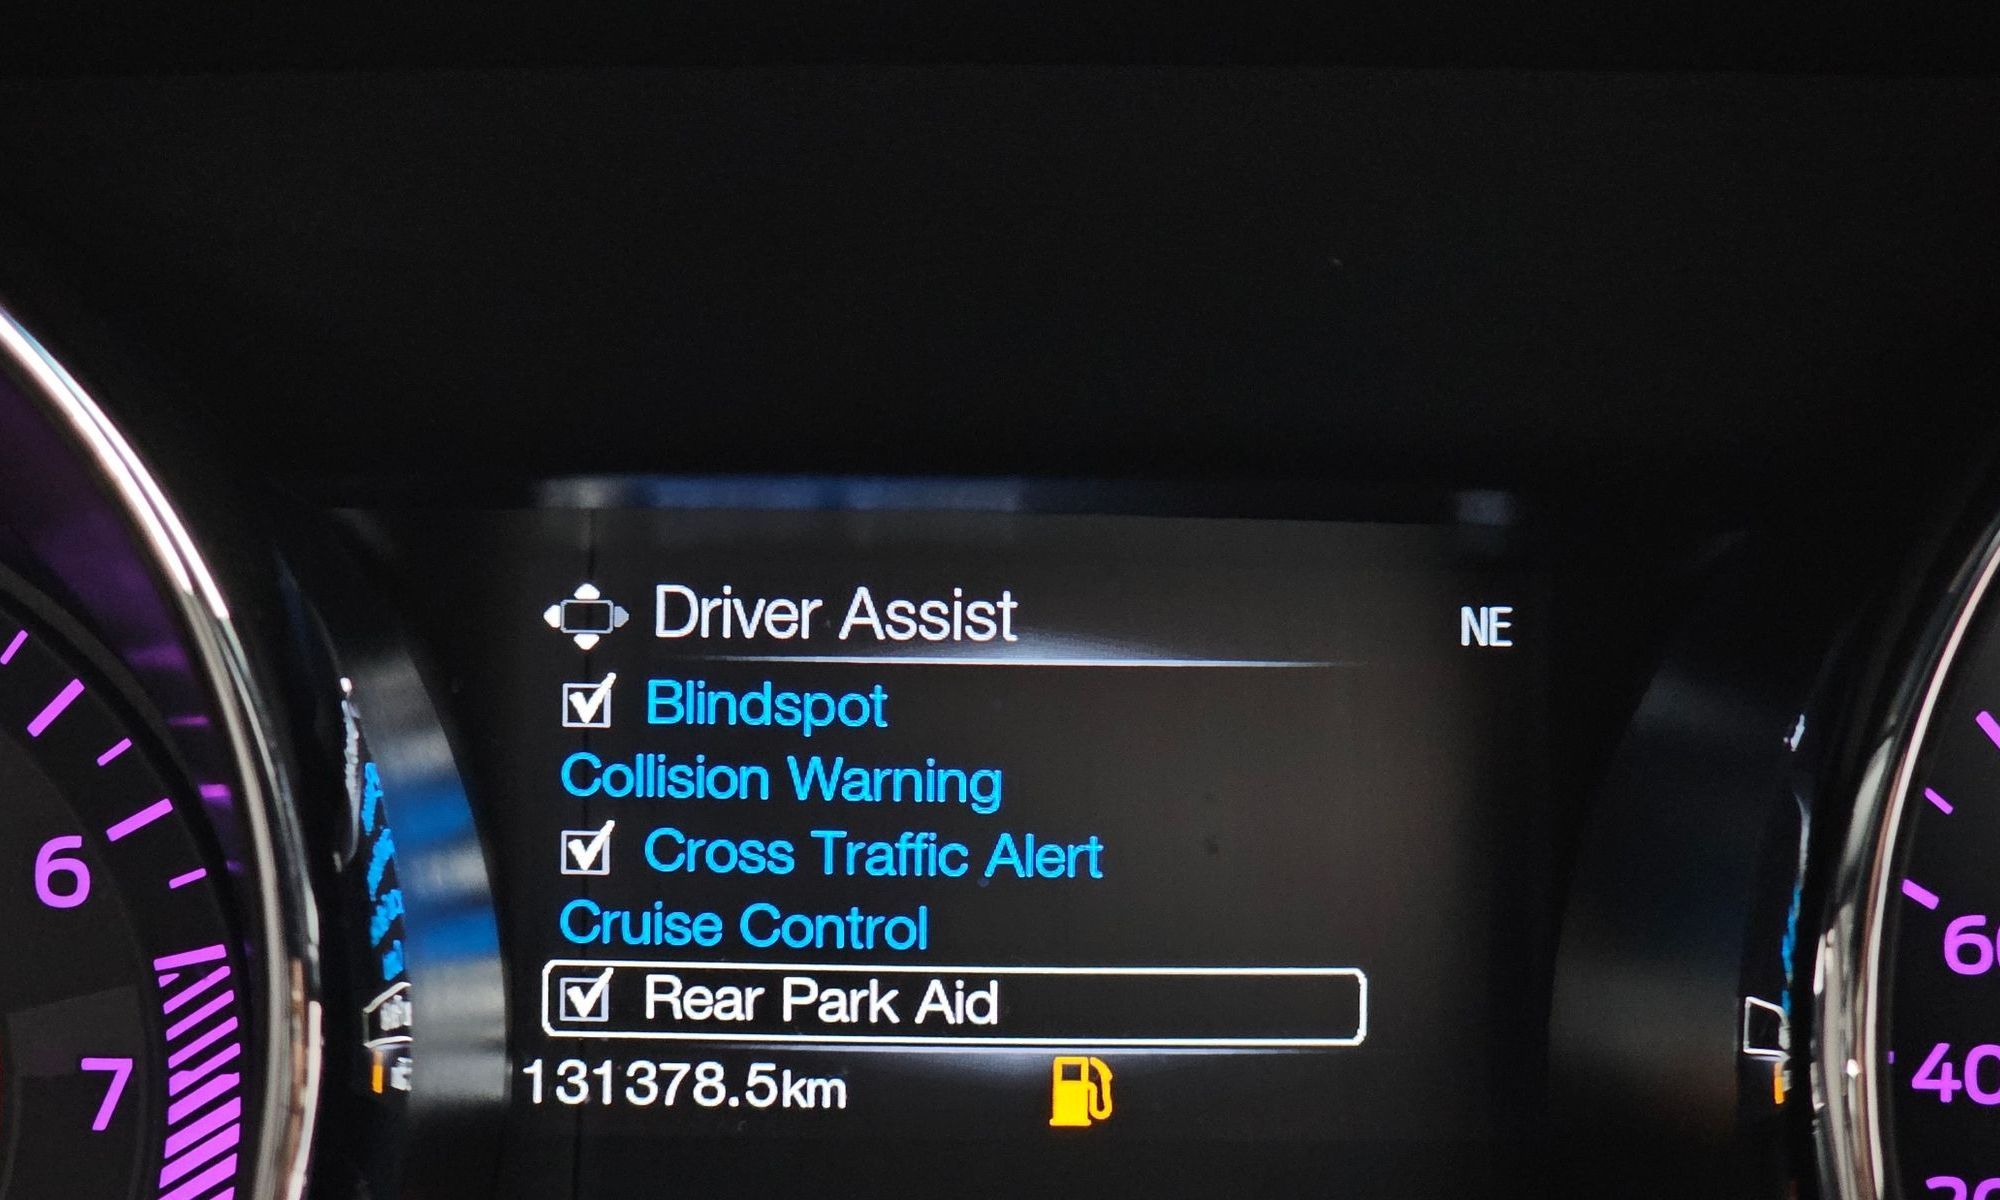 Driver Assist
NE
Blindspot
Collision Warning
Cross Traffic Alert
Cruise Control
Rear Park Aid
131378.5km
6
7
40